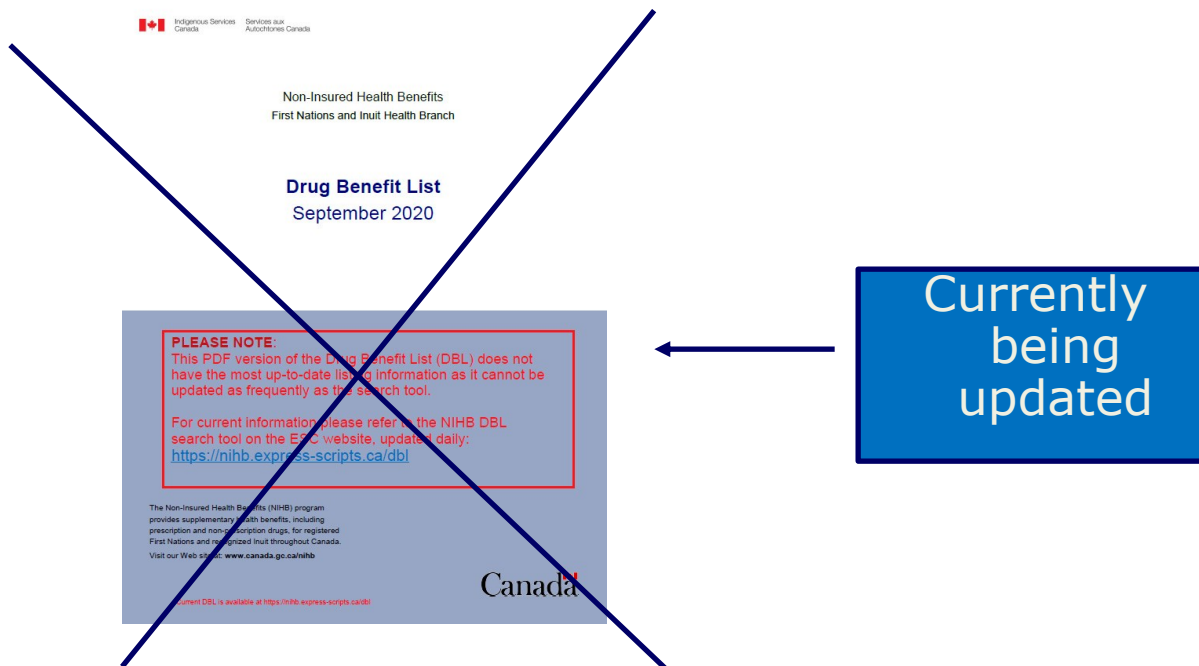 Indigenous Services Services aux
Canada Autochtones Canada
Non-Insured Health Benefits
First Nations and Inuit Health Branch
Drug Benefit List
September 2020
PLEASE NOTE:
This PDF version of the Drug Benefit List (DBL) does not
have the most up-to-date listing information as it cannot be
updated as frequently as the search tool.
For current information please refer to the NIHB DBL
search tool on the ESC website, updated daily:
https://nihb.express-scripts.ca/dbl
The Non-Insured Health Benefits (NIHB) program
provides supplementary health benefits, including
prescription and non-prescription drugs, for registered
First Nations and recognized Inuit throughout Canada.
Visit our Web site at: www.canada.gc.ca/nihb
Canada
Current DBL is available at https://nihb.express-scripts.ca/dbl
Currently
being
updated